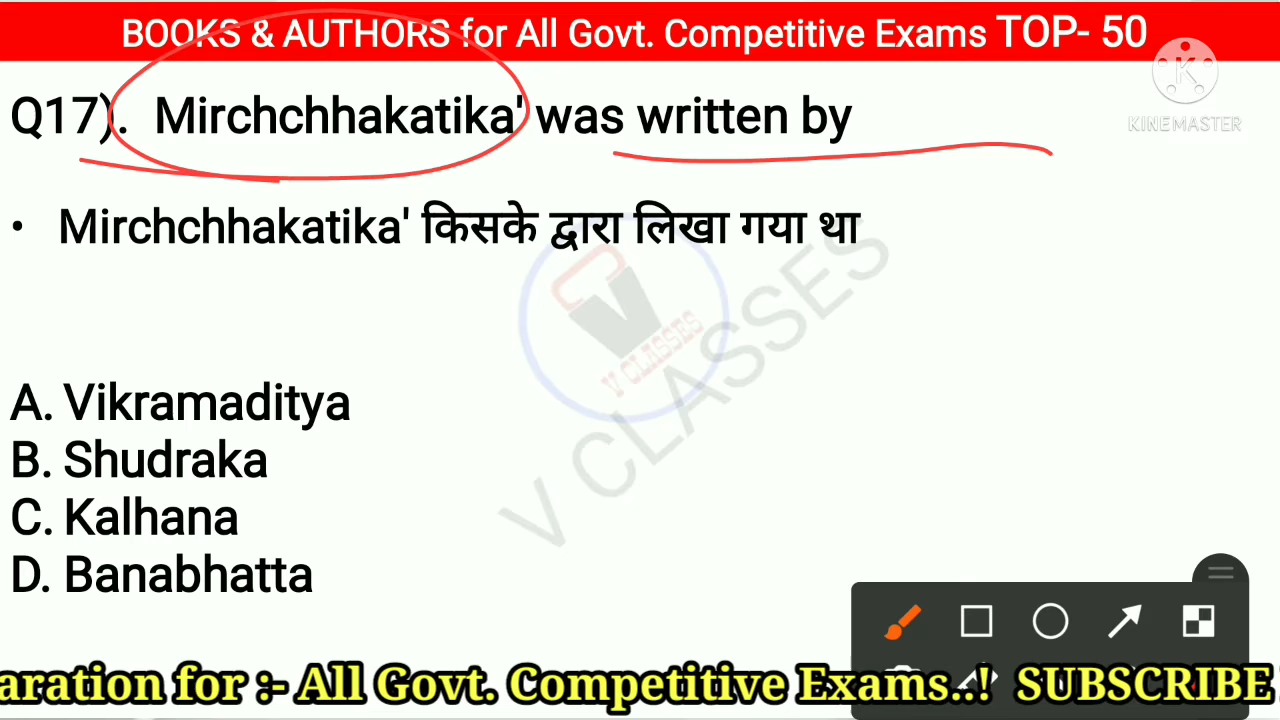 BOOKS & AUTHORS for All Govt. Competitive Exams TOP- 50
KINEMASTER
Q17). Mirchchhakatika' was written by
• Mirchchhakatika' किसके द्वारा लिखा गया था
V CLASSES
V CLASSES
A. Vikramaditya
B. Shudraka
C. Kalhana
D. Banabhatta
aration for :- All Govt. Competitive Exams..! SUBSCRIBE